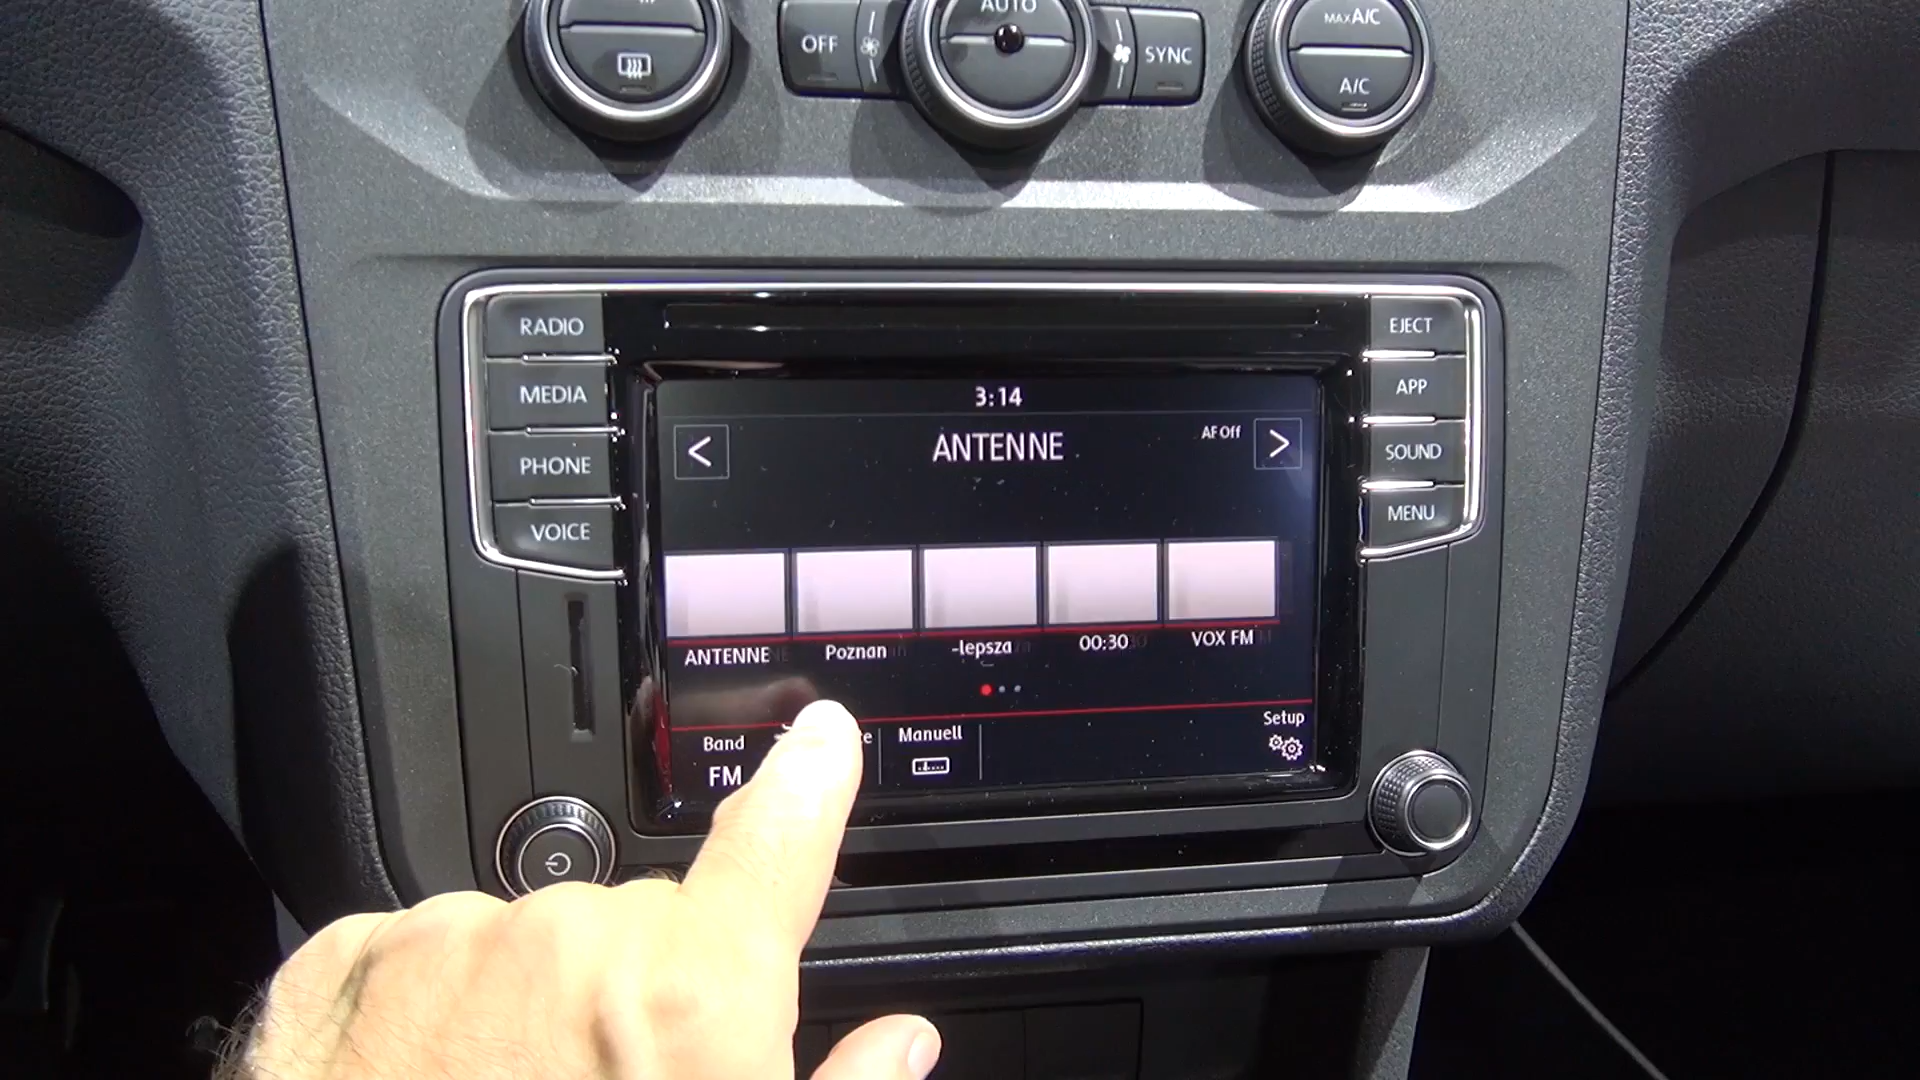 AUTO
OFF
SYNC
MAX A/C
A/C
RADIO
MEDIA
PHONE
VOICE
EJECT
APP
SOUND
MENU
3:14
ANTENNE
AF Off
ANTENNE
Poznan
-lepsza
00:30
VOX FM
Band
FM
Manuell
Setup